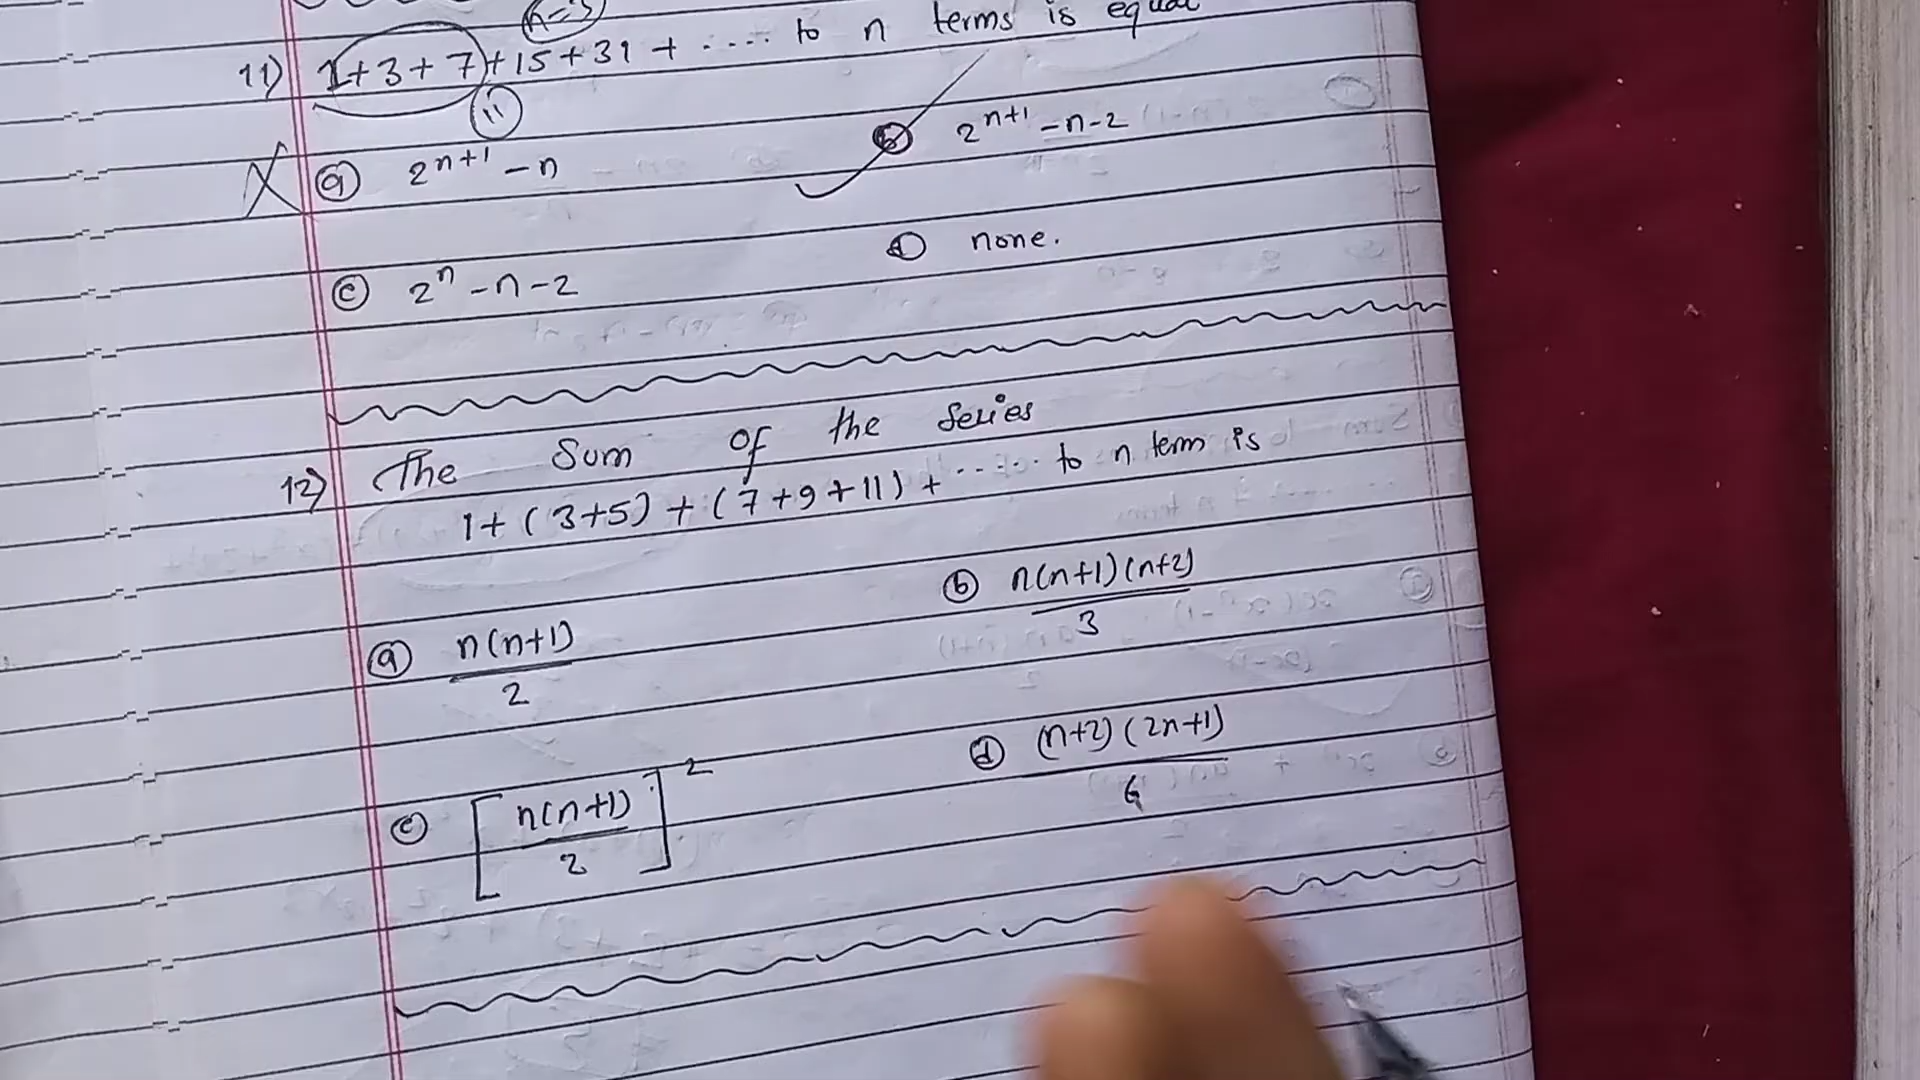 n=3
11) 1+3+7+15+31+ ..... to n terms is equal
11
a 2^{n+1} -n
b 2^{n+1} -n-2
c 2^n -n-2
d none.
12) The Sum of the Series
1+(3+5)+(7+9+11)+ ...... to n term is
a n(n+1)/2
b n(n+1)(n+2)/3
c [n(n+1)/2]^2
d (n+2)(2n+1)/6